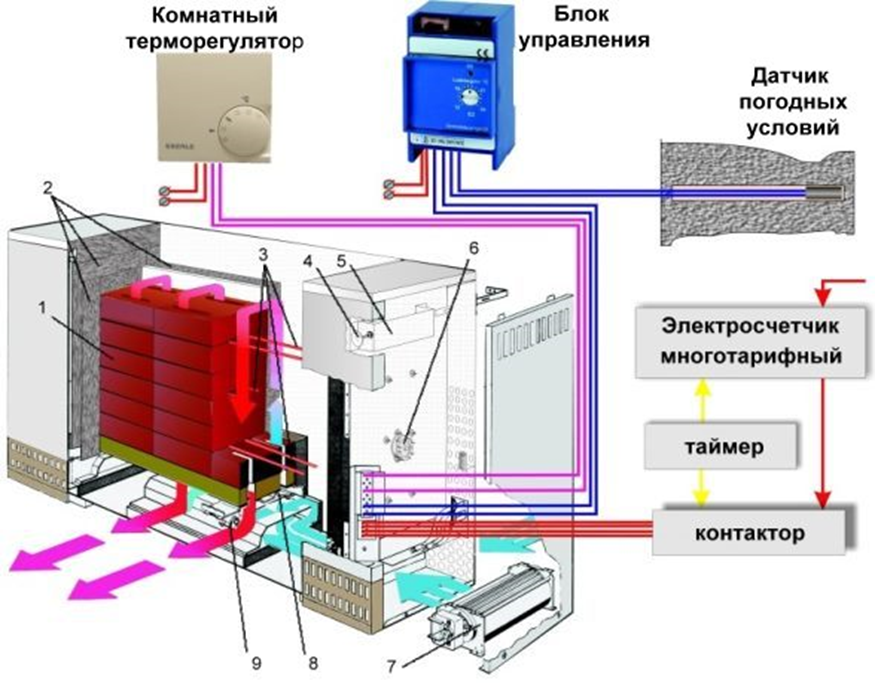 Комнатный
терморегулятор
Блок
управления
Датчик
погодных
условий
EBERLE
2
3
4
5
6
1
Электросчетчик
многотарифный
таймер
контактор
9
8
7